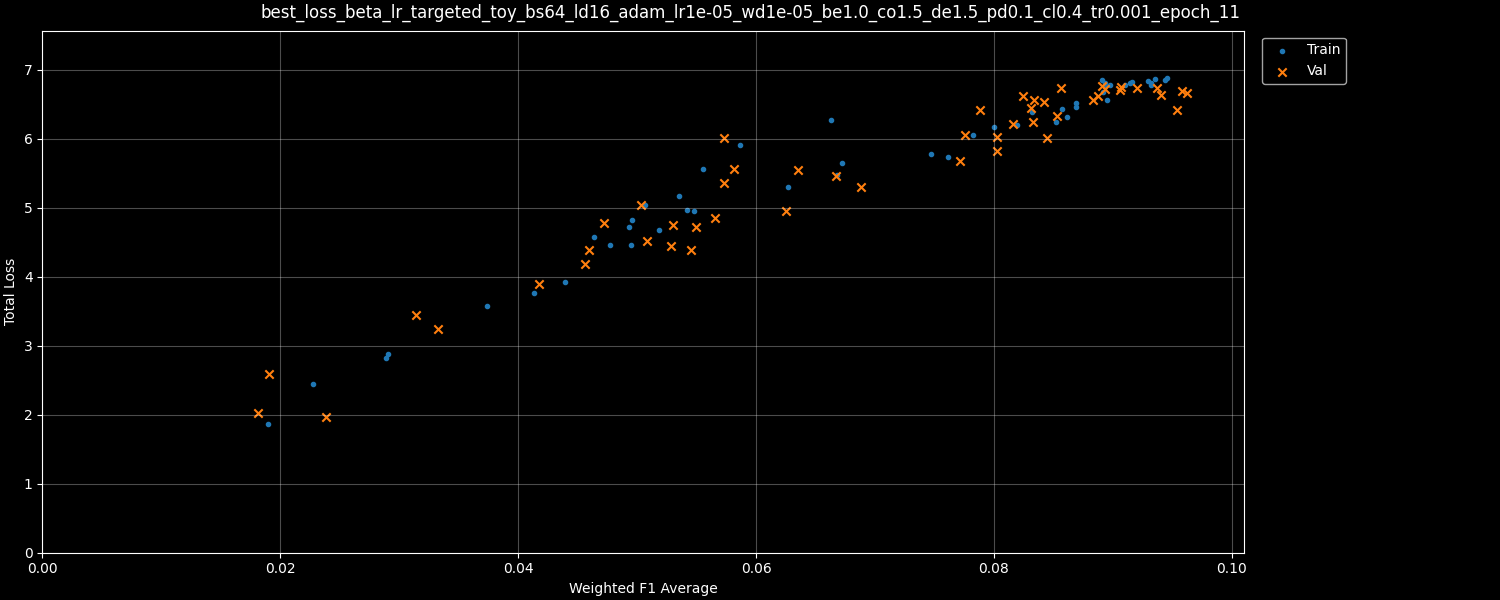 best_loss_beta_lr_targeted_toy_bs64_ld16_adam_lr1e-05_wd1e-05_be1.0_co1.5_de1.5_pd0.1_cl0.4_tr0.001_epoch_11
Train
Val
Total Loss
7
6
5
4
3
2
1
0
0.00 0.02 0.04 0.06 0.08 0.10
Weighted F1 Average